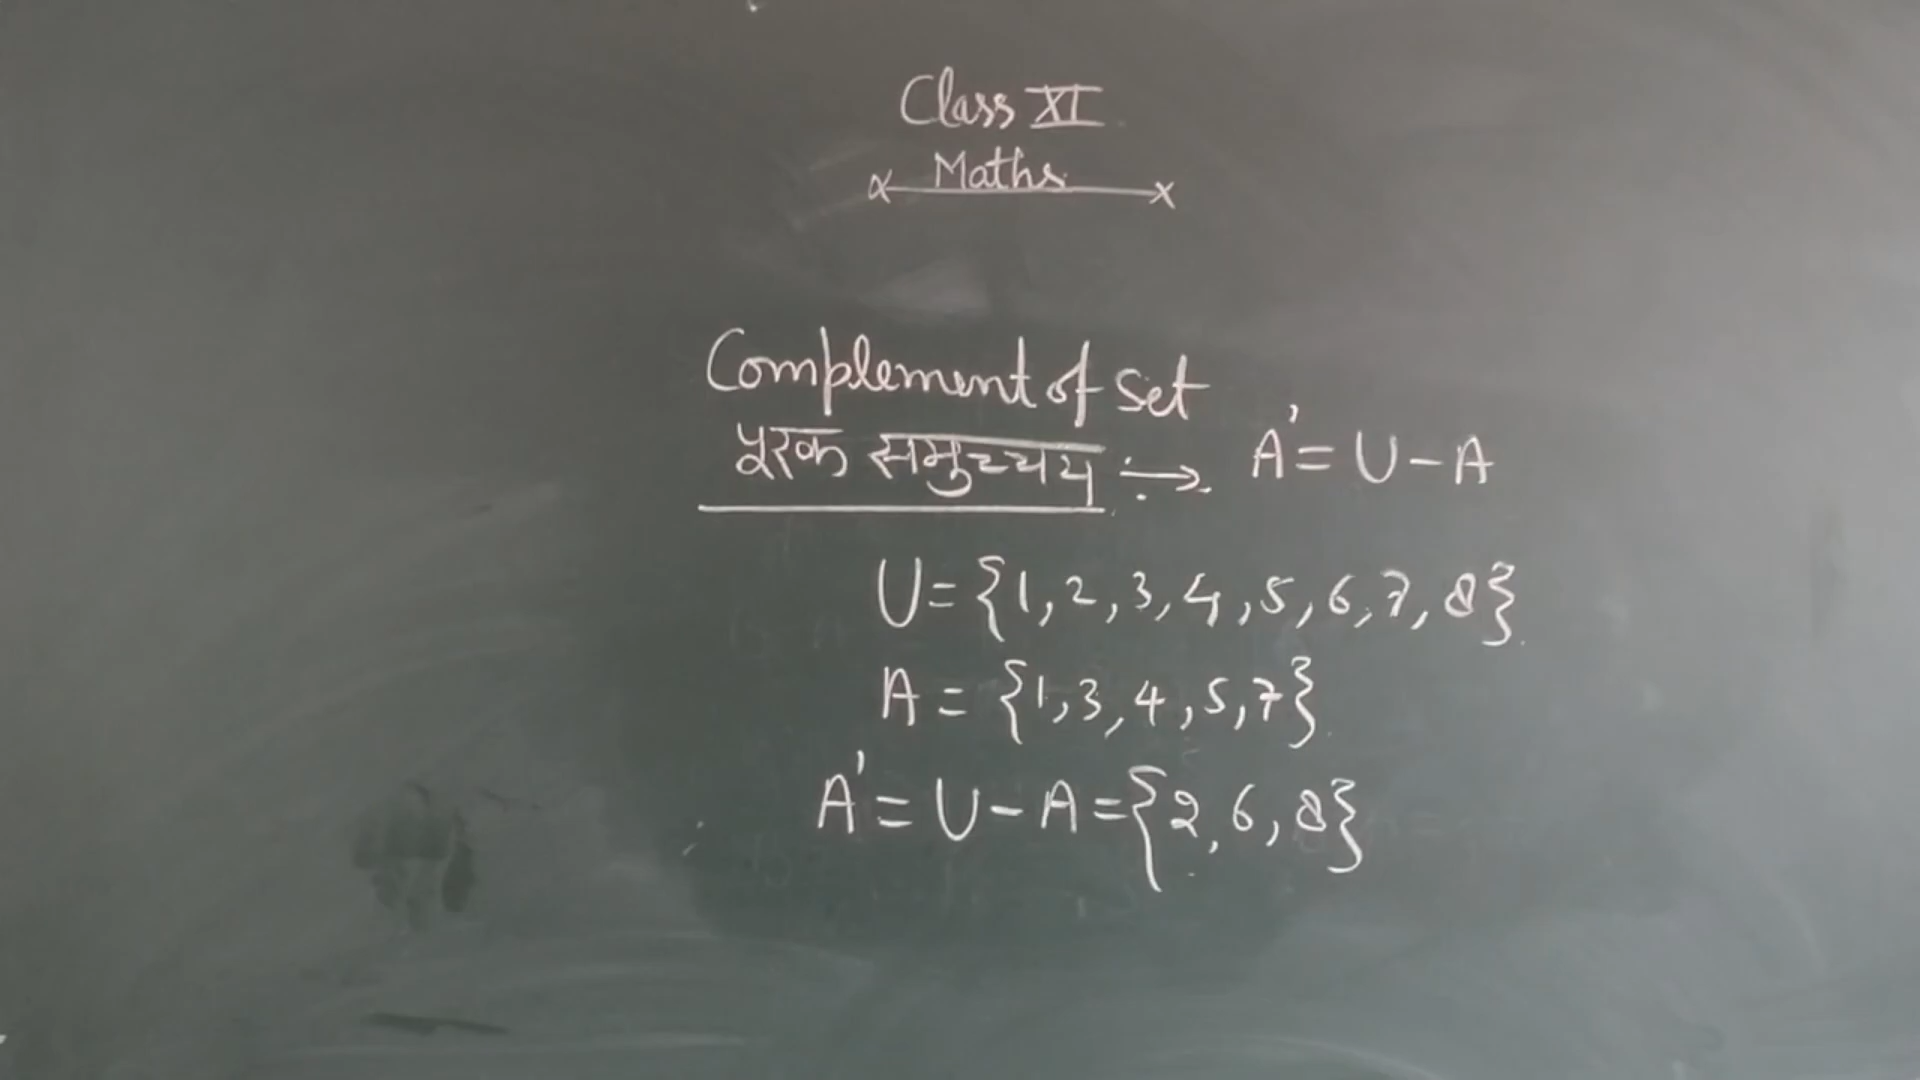 Class XI
Maths
Complement of Set
पूरक समुच्चय :→ A' = U - A
U = {1, 2, 3, 4, 5, 6, 7, 8}
A = {1, 3, 4, 5, 7}
A' = U - A = {2, 6, 8}